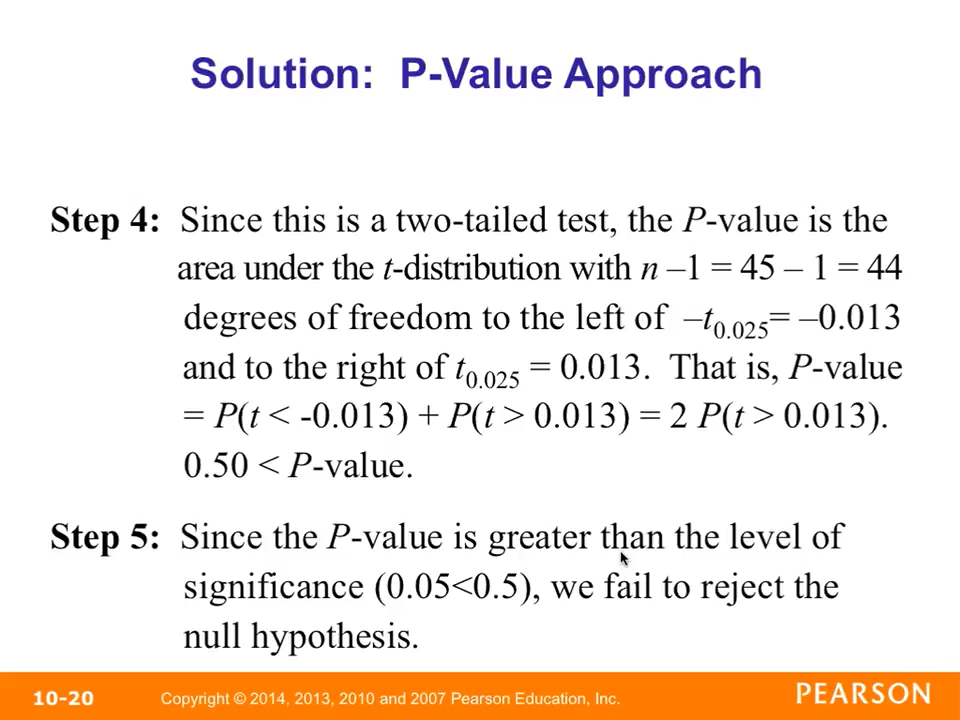 Solution: P-Value Approach
Step 4: Since this is a two-tailed test, the P-value is the
area under the t-distribution with n –1 = 45 – 1 = 44
degrees of freedom to the left of –t0.025= –0.013
and to the right of t0.025 = 0.013. That is, P-value
= P(t < -0.013) + P(t > 0.013) = 2 P(t > 0.013).
0.50 < P-value.
Step 5: Since the P-value is greater than the level of
significance (0.05<0.5), we fail to reject the
null hypothesis.
10-20 Copyright © 2014, 2013, 2010 and 2007 Pearson Education, Inc. PEARSON